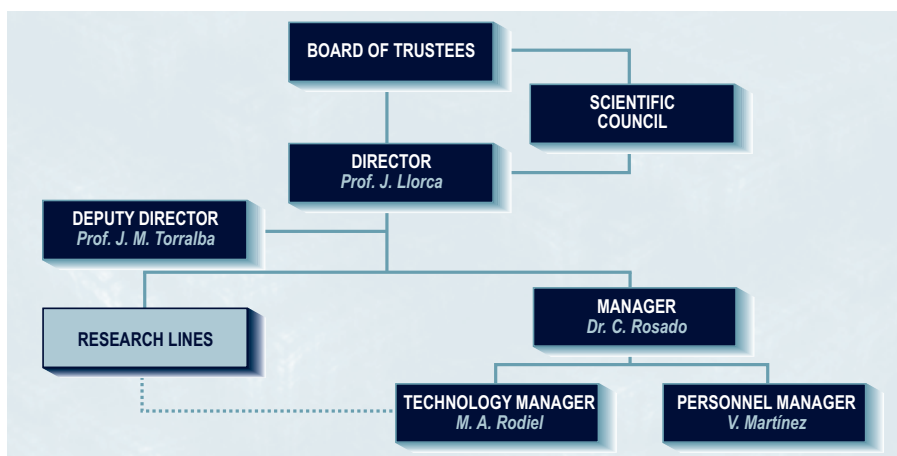 BOARD OF TRUSTEES
SCIENTIFIC
COUNCIL
DIRECTOR
Prof. J. Llorca
DEPUTY DIRECTOR
Prof. J. M. Torralba
MANAGER
Dr. C. Rosado
RESEARCH LINES
TECHNOLOGY MANAGER
M. A. Rodiel
PERSONNEL MANAGER
V. Martínez